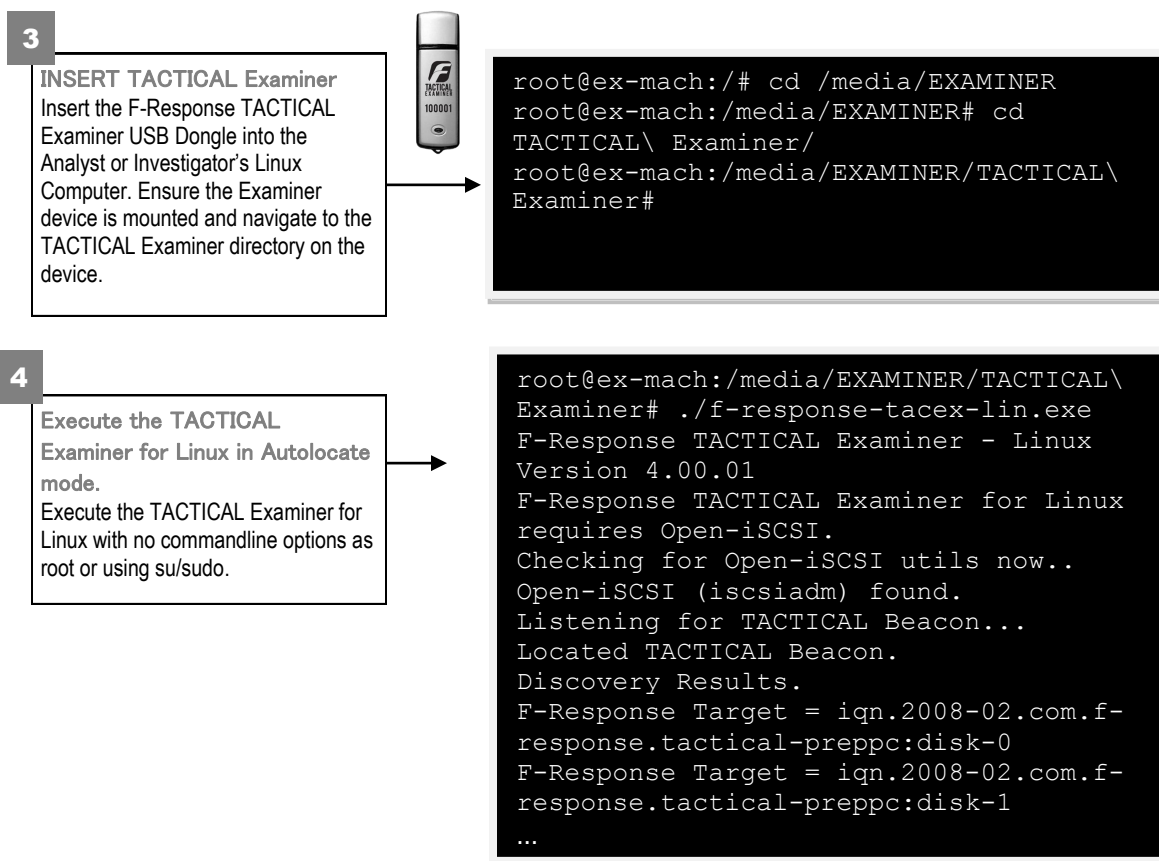 3
INSERT TACTICAL Examiner
Insert the F-Response TACTICAL
Examiner USB Dongle into the
Analyst or Investigator's Linux
Computer. Ensure the Examiner
device is mounted and navigate to the
TACTICAL Examiner directory on the
device.
F
TACTICAL
EXAMINER
100001
root@ex-mach:/# cd /media/EXAMINER
root@ex-mach:/media/EXAMINER# cd
TACTICAL\ Examiner/
root@ex-mach:/media/EXAMINER/TACTICAL\
Examiner#
4
Execute the TACTICAL
Examiner for Linux in Autolocate
mode.
Execute the TACTICAL Examiner for
Linux with no commandline options as
root or using su/sudo.
root@ex-mach:/media/EXAMINER/TACTICAL\
Examiner# ./f-response-tacex-lin.exe
F-Response TACTICAL Examiner - Linux
Version 4.00.01
F-Response TACTICAL Examiner for Linux
requires Open-iSCSI.
Checking for Open-iSCSI utils now..
Open-iSCSI (iscsiadm) found.
Listening for TACTICAL Beacon...
Located TACTICAL Beacon.
Discovery Results.
F-Response Target = iqn.2008-02.com.f-
response.tactical-preppc:disk-0
F-Response Target = iqn.2008-02.com.f-
response.tactical-preppc:disk-1
...